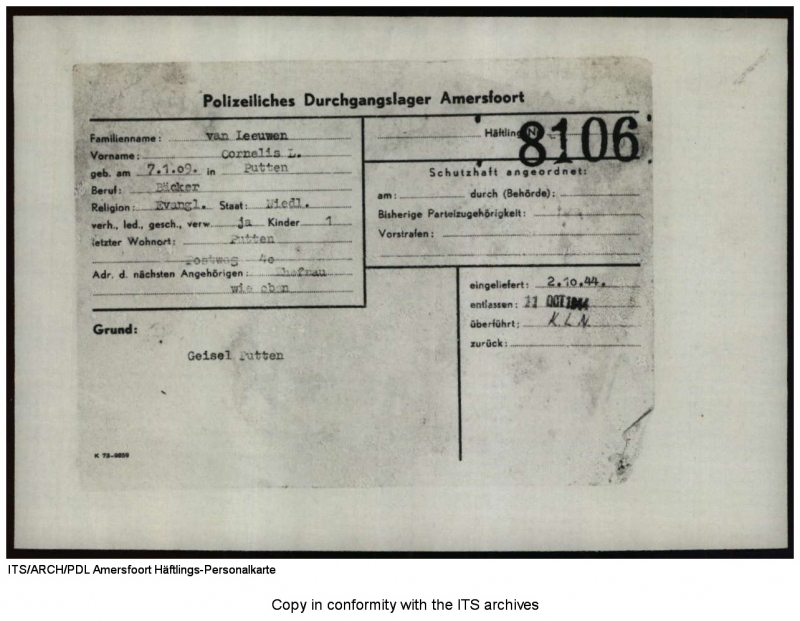 Polizeiliches Durchgangslager Amersfoort
Familienname: van Leeuwen
Vorname: Cornelis L.
geb. am 7.1.09. in Putten
Beruf: Bäcker
Religion: Evangl. Staat: Niedl.
verh., led., gesch., verw. ja Kinder 1
letzter Wohnort: Putten
Postweg 4c
Adr. d. nächsten Angehörigen: Ehefrau
wie oben
Häftling Nr. 8106
Schutzhaft angeordnet:
am: durch (Behörde):
Bisherige Parteizugehörigkeit:
Vorstrafen:
Grund:
Geisel Putten
eingeliefert: 2.10.44.
entlassen: 11 OCT 1944
überführt: K.L.N.
zurück:
K 73-9859
ITS/ARCH/PDL Amersfoort Häftlings-Personalkarte
Copy in conformity with the ITS archives